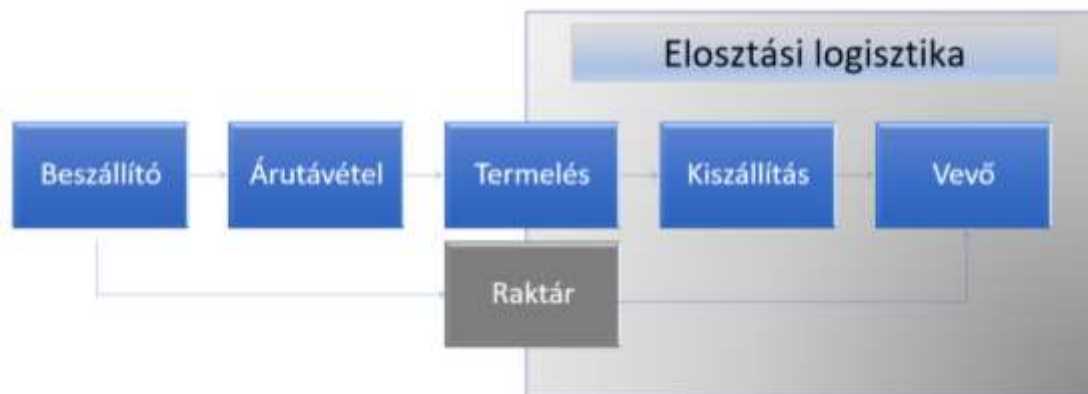 Elosztási logisztika
Beszállító
Árutávétel
Termelés
Kiszállítás
Vevő
Raktár